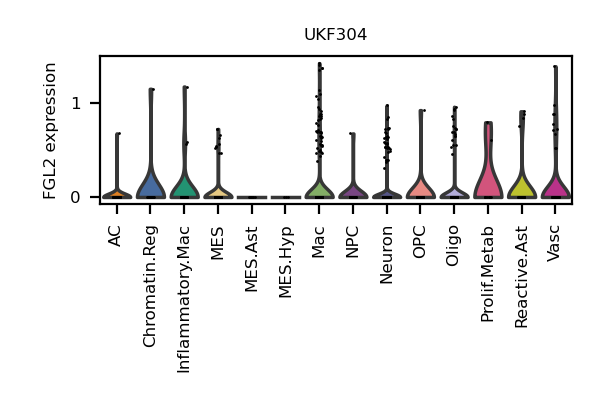 UKF304
FGL2 expression
1
0
AC
Chromatin.Reg
Inflammatory.Mac
MES
MES.Ast
MES.Hyp
Mac
NPC
Neuron
OPC
Oligo
Prolif.Metab
Reactive.Ast
Vasc